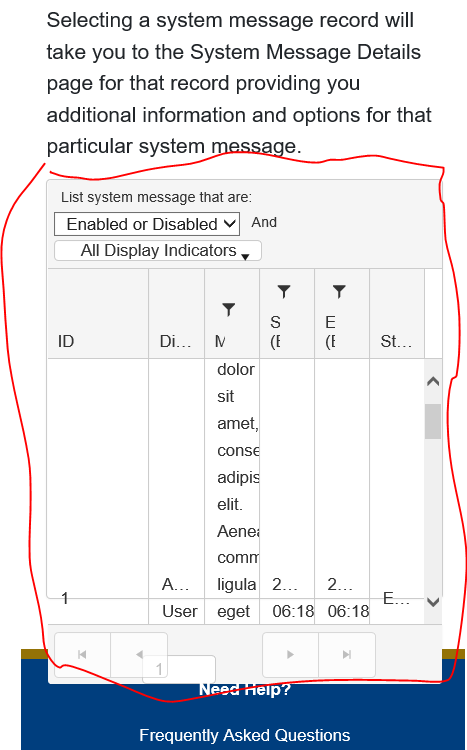 Selecting a system message record will
take you to the System Message Details
page for that record providing you
additional information and options for that
particular system message.
List system message that are:
Enabled or Disabled And
All Display Indicators
ID Di... M S (E E (E St...
dolor
sit
amet,
conse
adipis
elit.
Aenea
comm
1 A... ligula 2... 2... E...
User eget 06:18 06:18
1
Need Help?
Frequently Asked Questions